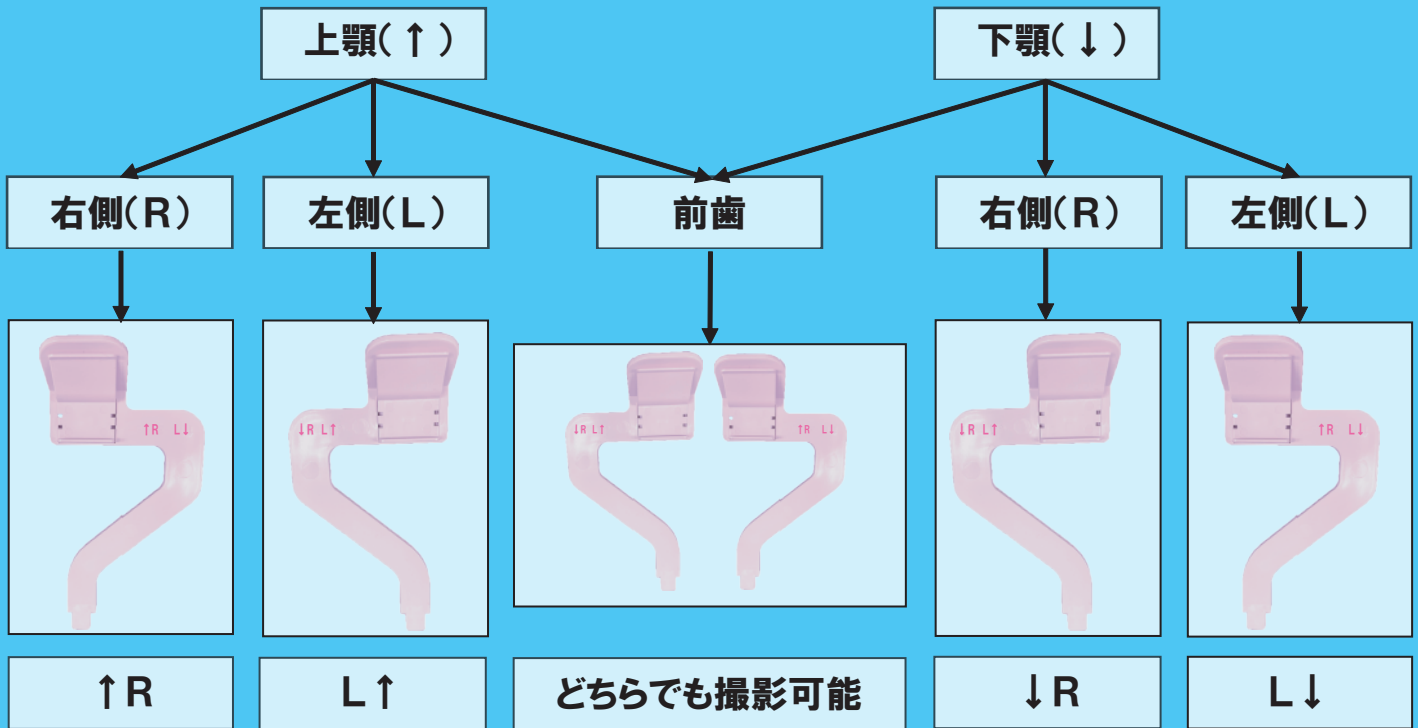 上顎(↑)
下顎(↓)
右側(R)
左側(L)
前歯
右側(R)
左側(L)
↑R L↓
↓R L↑
↓R L↑
↑R L↓
↓R L↑
↑R L↓
↑R
L↑
どちらでも撮影可能
↓R
L↓